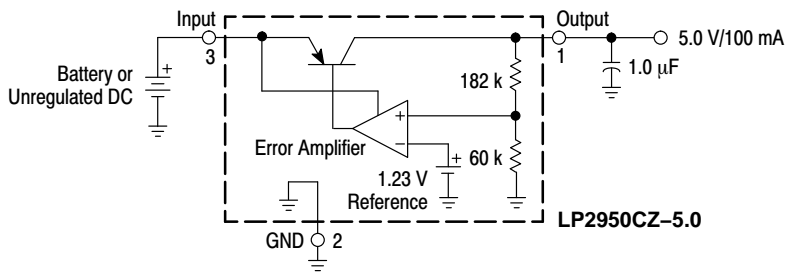 Input
3
Output
1
5.0 V/100 mA
1.0 µF
Battery or
Unregulated DC
+
182 k
Error Amplifier
+
–
60 k
+
1.23 V
Reference
LP2950CZ–5.0
GND
2